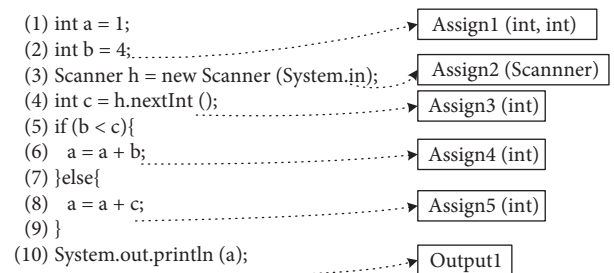 (1) int a = 1;
(2) int b = 4;
(3) Scanner h = new Scanner (System.in);
(4) int c = h.nextInt ();
(5) if (b < c){
(6) a = a + b;
(7) }else{
(8) a = a + c;
(9) }
(10) System.out.println (a);
Assign1 (int, int)
Assign2 (Scannner)
Assign3 (int)
Assign4 (int)
Assign5 (int)
Output1